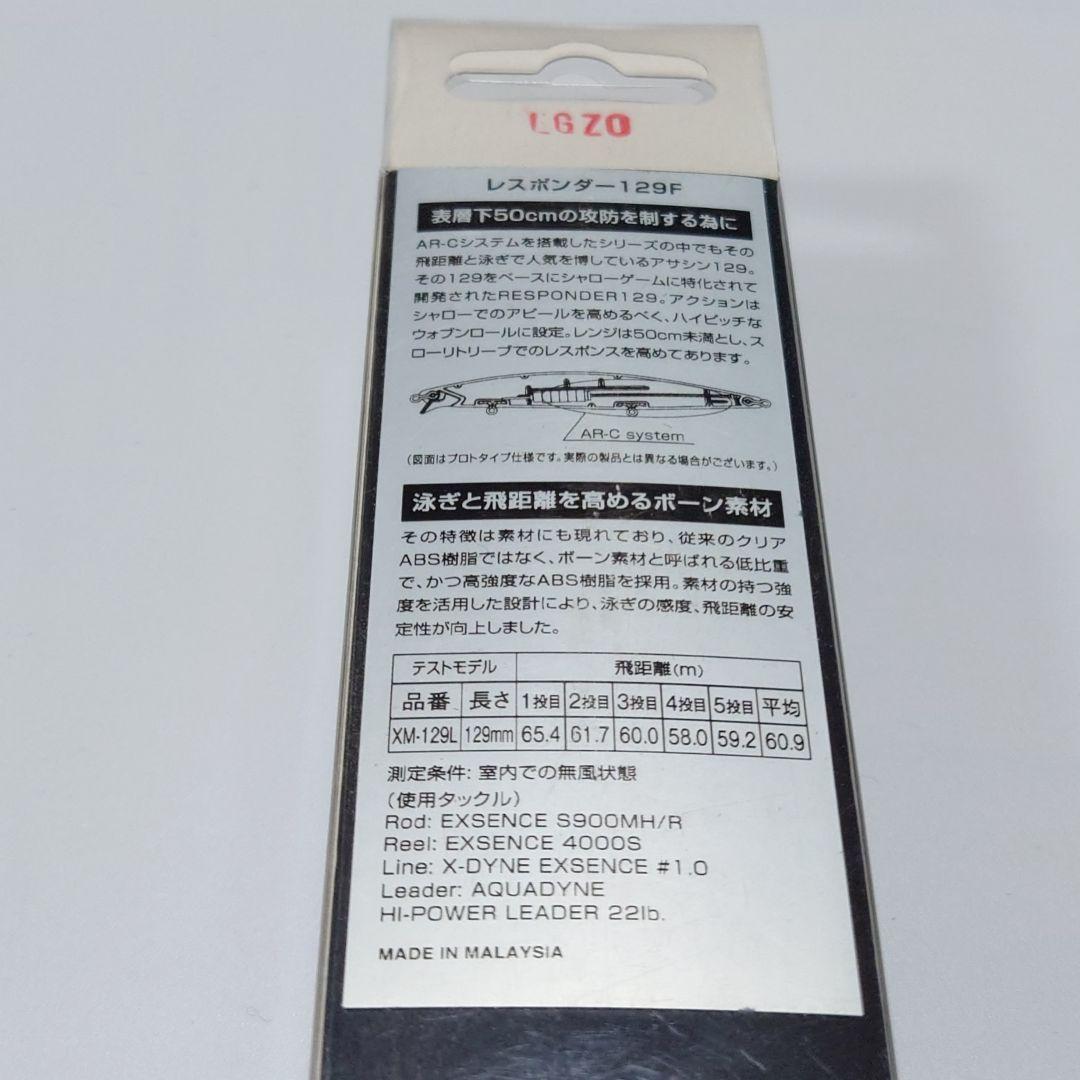 LGZO
レスポンダー129F
表層下50cmの攻防を制する為に
AR-Cシステムを搭載したシリーズの中でもその
飛距離と泳ぎで人気を博しているアサシン129。
その129をベースにシャローゲームに特化されて
開発されたRESPONDER129。アクションは
シャローでのアピールを高めるべく、ハイピッチな
ウォブンロールに設定。レンジは50cm未満とし、ス
ローリトリーブでのレスポンスを高めてあります。
AR-C system
(図面はプロトタイプ仕様です。実際の製品とは異なる場合がございます。)
泳ぎと飛距離を高めるボーン素材
その特徴は素材にも現れており、従来のクリア
ABS樹脂ではなく、ボーン素材と呼ばれる低比重
で、かつ高強度なABS樹脂を採用。素材の持つ強
度を活用した設計により、泳ぎの感度、飛距離の安
定性が向上しました。
テストモデル 飛距離(m)
品番 長さ 1投目 2投目 3投目 4投目 5投目 平均
XM-129L 129mm 65.4 61.7 60.0 58.0 59.2 60.9
測定条件: 室内での無風状態
(使用タックル)
Rod: EXSENCE S900MH/R
Reel: EXSENCE 4000S
Line: X-DYNE EXSENCE #1.0
Leader: AQUADYNE
HI-POWER LEADER 22lb.
MADE IN MALAYSIA